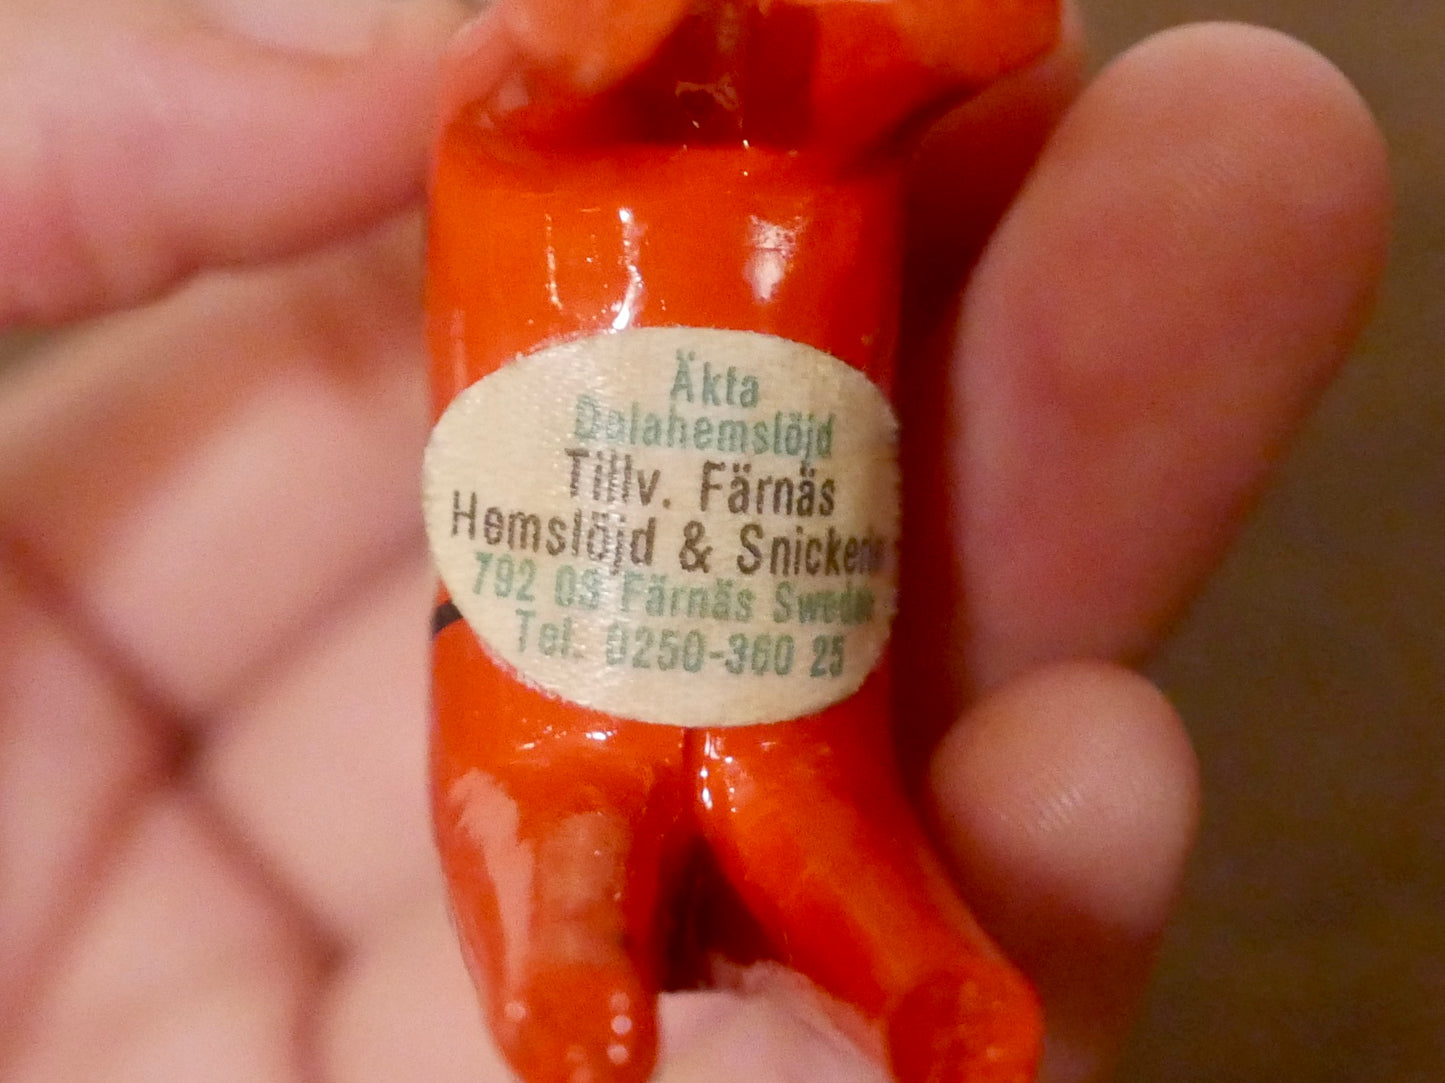 Äkta
Dalahemslöjd
Tillv. Färnäs
Hemslöjd & Snickeri
792 03 Färnäs Sweden
Tel. 0250-360 25